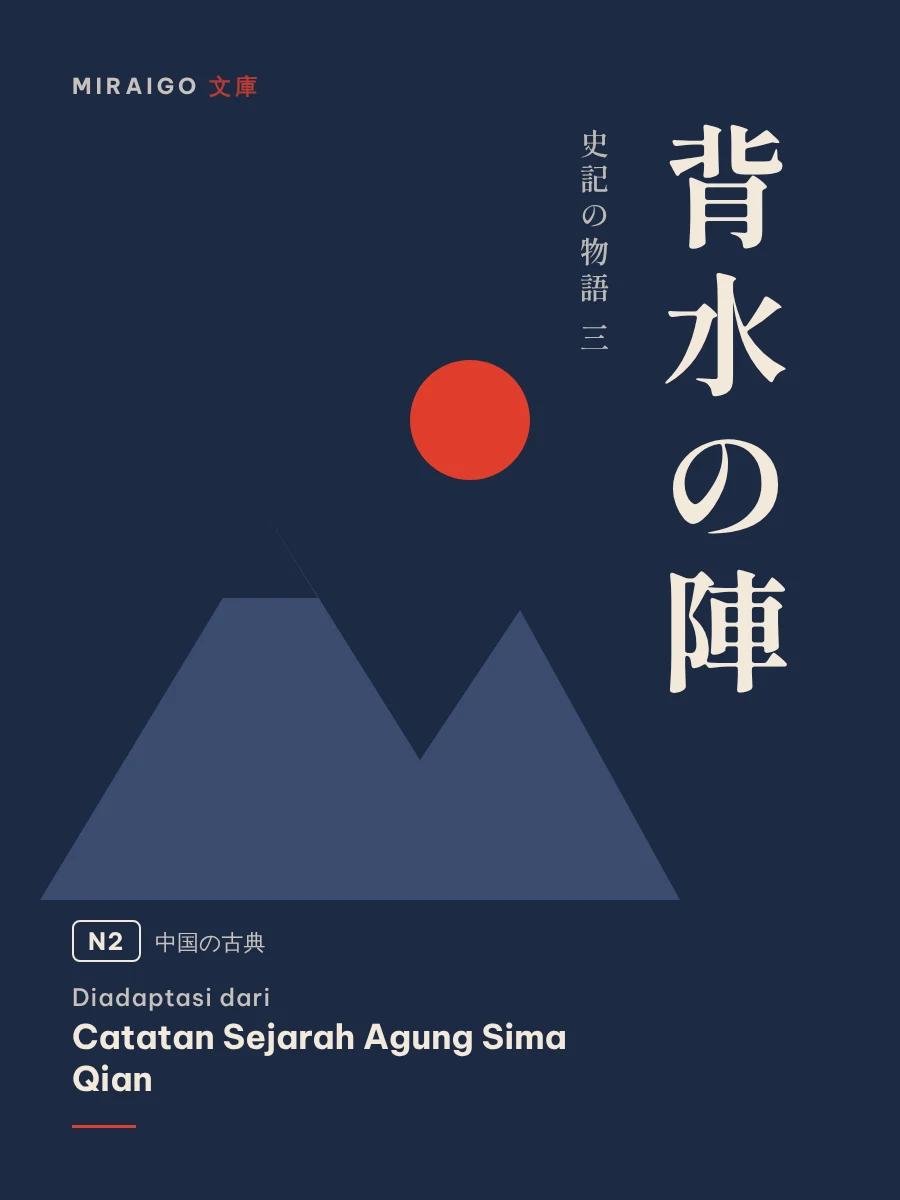 MIRAIGO 文庫
背水の陣
史記の物語 三
N2 中国の古典
Diadaptasi dari
Catatan Sejarah Agung Sima
Qian